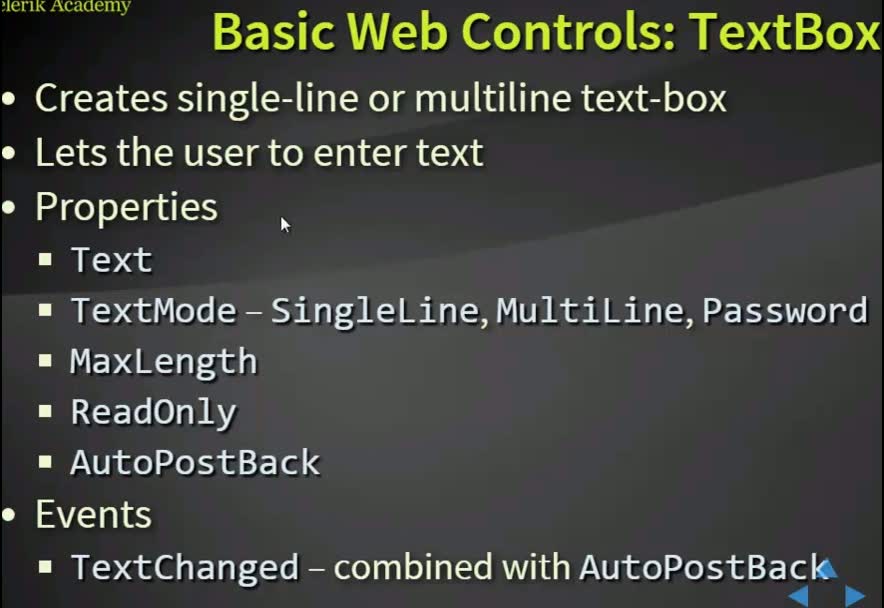 elerik Academy
Basic Web Controls: TextBox
• Creates single-line or multiline text-box
• Lets the user to enter text
• Properties
▪ Text
▪ TextMode – SingleLine, MultiLine, Password
▪ MaxLength
▪ ReadOnly
▪ AutoPostBack
• Events
▪ TextChanged – combined with AutoPostBack